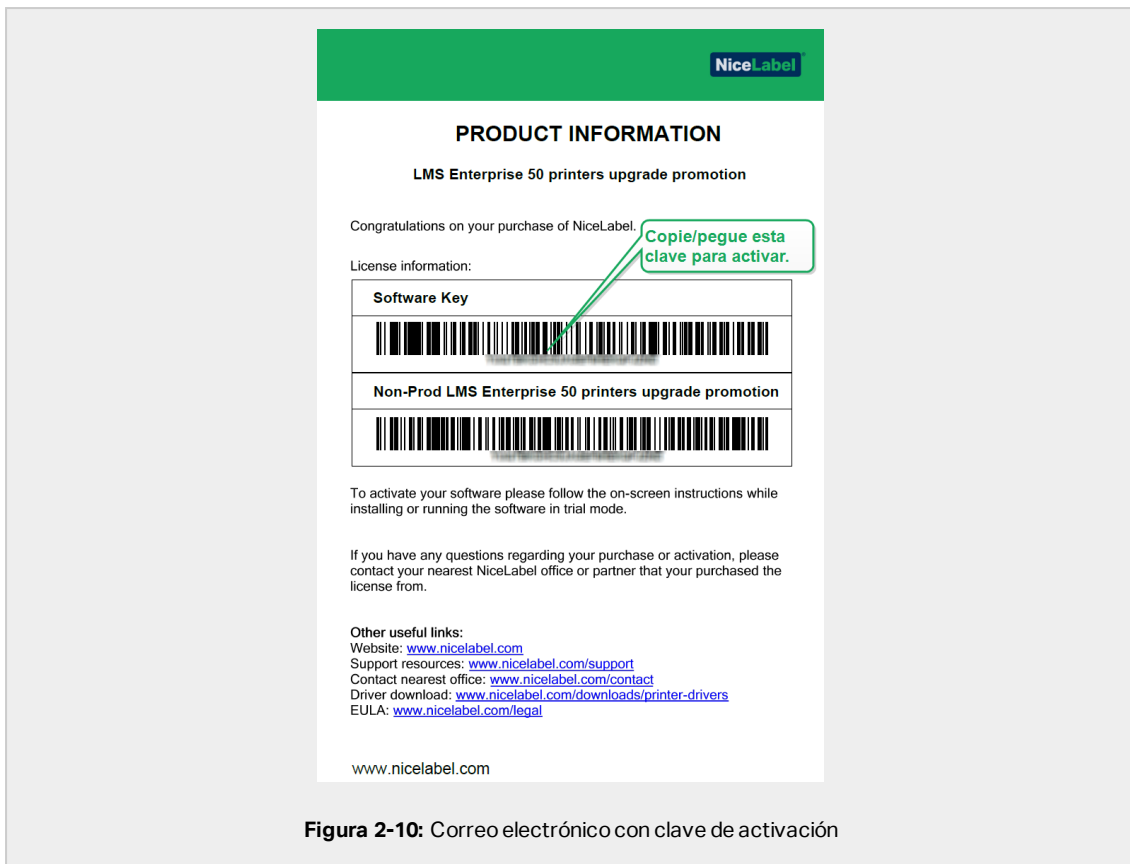 NiceLabel
PRODUCT INFORMATION
LMS Enterprise 50 printers upgrade promotion
Congratulations on your purchase of NiceLabel.
Copie/pegue esta
clave para activar.
License information:
Software Key
Non-Prod LMS Enterprise 50 printers upgrade promotion
To activate your software please follow the on-screen instructions while
installing or running the software in trial mode.
If you have any questions regarding your purchase or activation, please
contact your nearest NiceLabel office or partner that your purchased the
license from.
Other useful links:
Website: www.nicelabel.com
Support resources: www.nicelabel.com/support
Contact nearest office: www.nicelabel.com/contact
Driver download: www.nicelabel.com/downloads/printer-drivers
EULA: www.nicelabel.com/legal
www.nicelabel.com
Figura 2-10: Correo electrónico con clave de activación